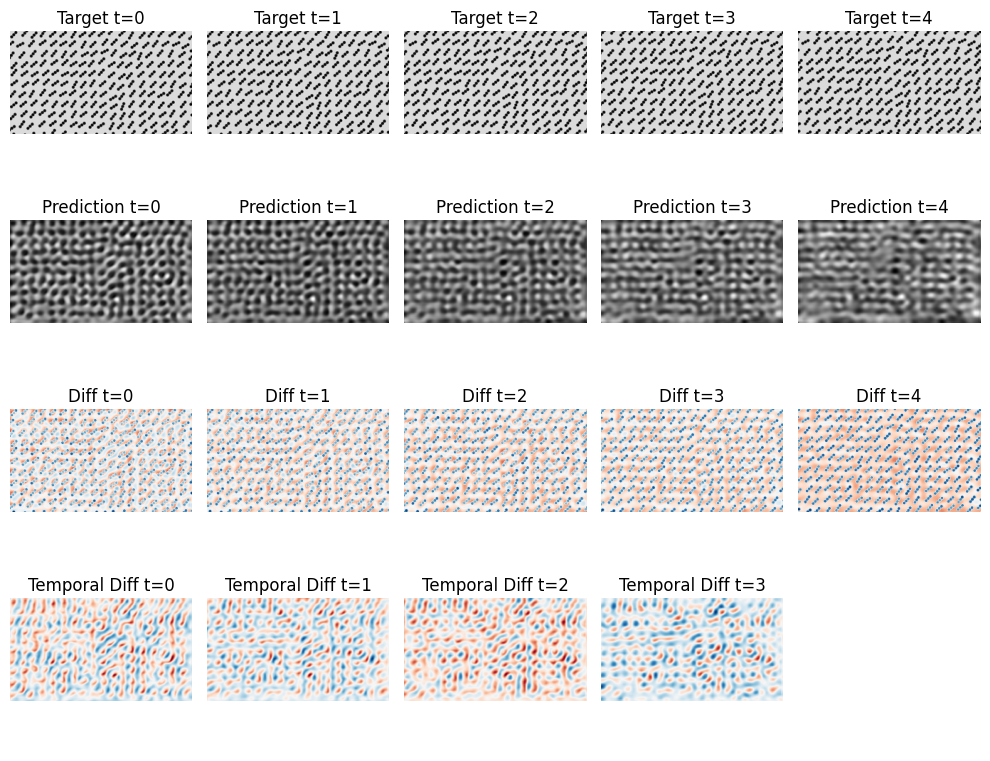 Target t=0 Target t=1 Target t=2 Target t=3 Target t=4
Prediction t=0 Prediction t=1 Prediction t=2 Prediction t=3 Prediction t=4
Diff t=0 Diff t=1 Diff t=2 Diff t=3 Diff t=4
Temporal Diff t=0 Temporal Diff t=1 Temporal Diff t=2 Temporal Diff t=3